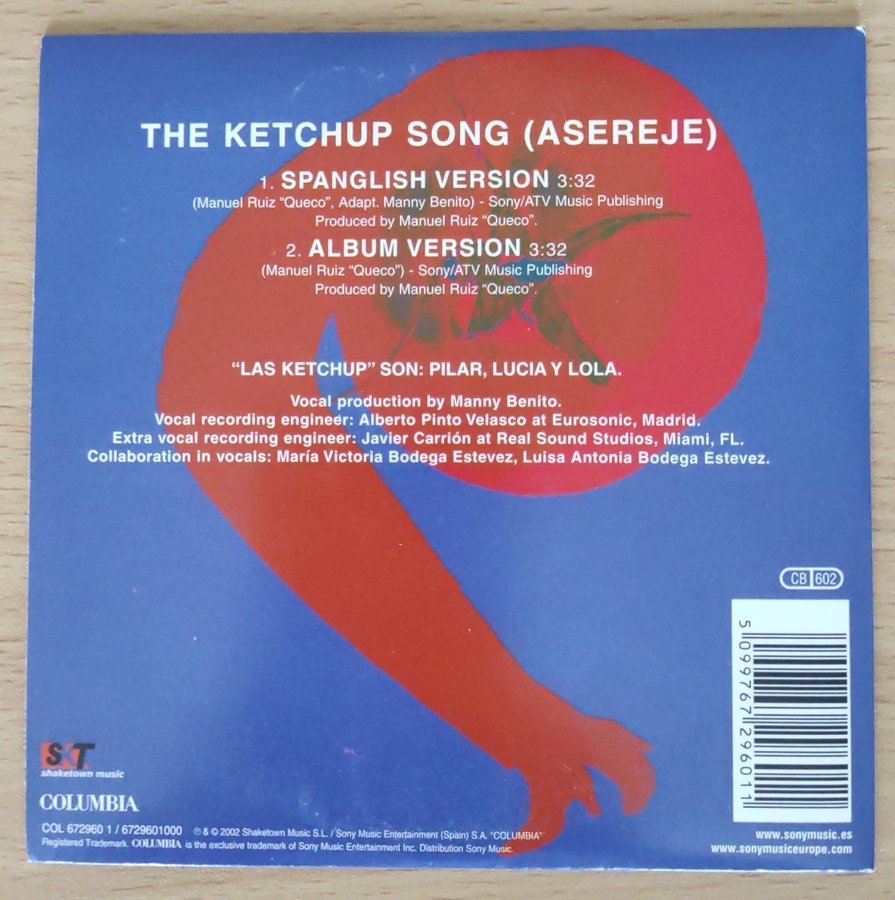 THE KETCHUP SONG (ASEREJE)
1. SPANGLISH VERSION 3:32
(Manuel Ruiz “Queco”, Adapt. Manny Benito) - Sony/ATV Music Publishing
Produced by Manuel Ruiz “Queco”.
2. ALBUM VERSION 3:32
(Manuel Ruiz “Queco”) - Sony/ATV Music Publishing
Produced by Manuel Ruiz “Queco”.
“LAS KETCHUP” SON: PILAR, LUCIA Y LOLA.
Vocal production by Manny Benito.
Vocal recording engineer: Alberto Pinto Velasco at Eurosonic, Madrid.
Extra vocal recording engineer: Javier Carrión at Real Sound Studios, Miami, FL.
Collaboration in vocals: María Victoria Bodega Estevez, Luisa Antonia Bodega Estevez.
CB 602
5099767296011
SKT
shaketown music
COLUMBIA
COL 672960 1 / 6729601000 ℗ & © 2002 Shaketown Music S.L. / Sony Music Entertainment (Spain) S.A. "COLUMBIA"
Registered Trademark. COLUMBIA is the exclusive trademark of Sony Music Entertainment Inc. Distribution Sony Music.
www.sonymusic.es
www.sonymusiceurope.com